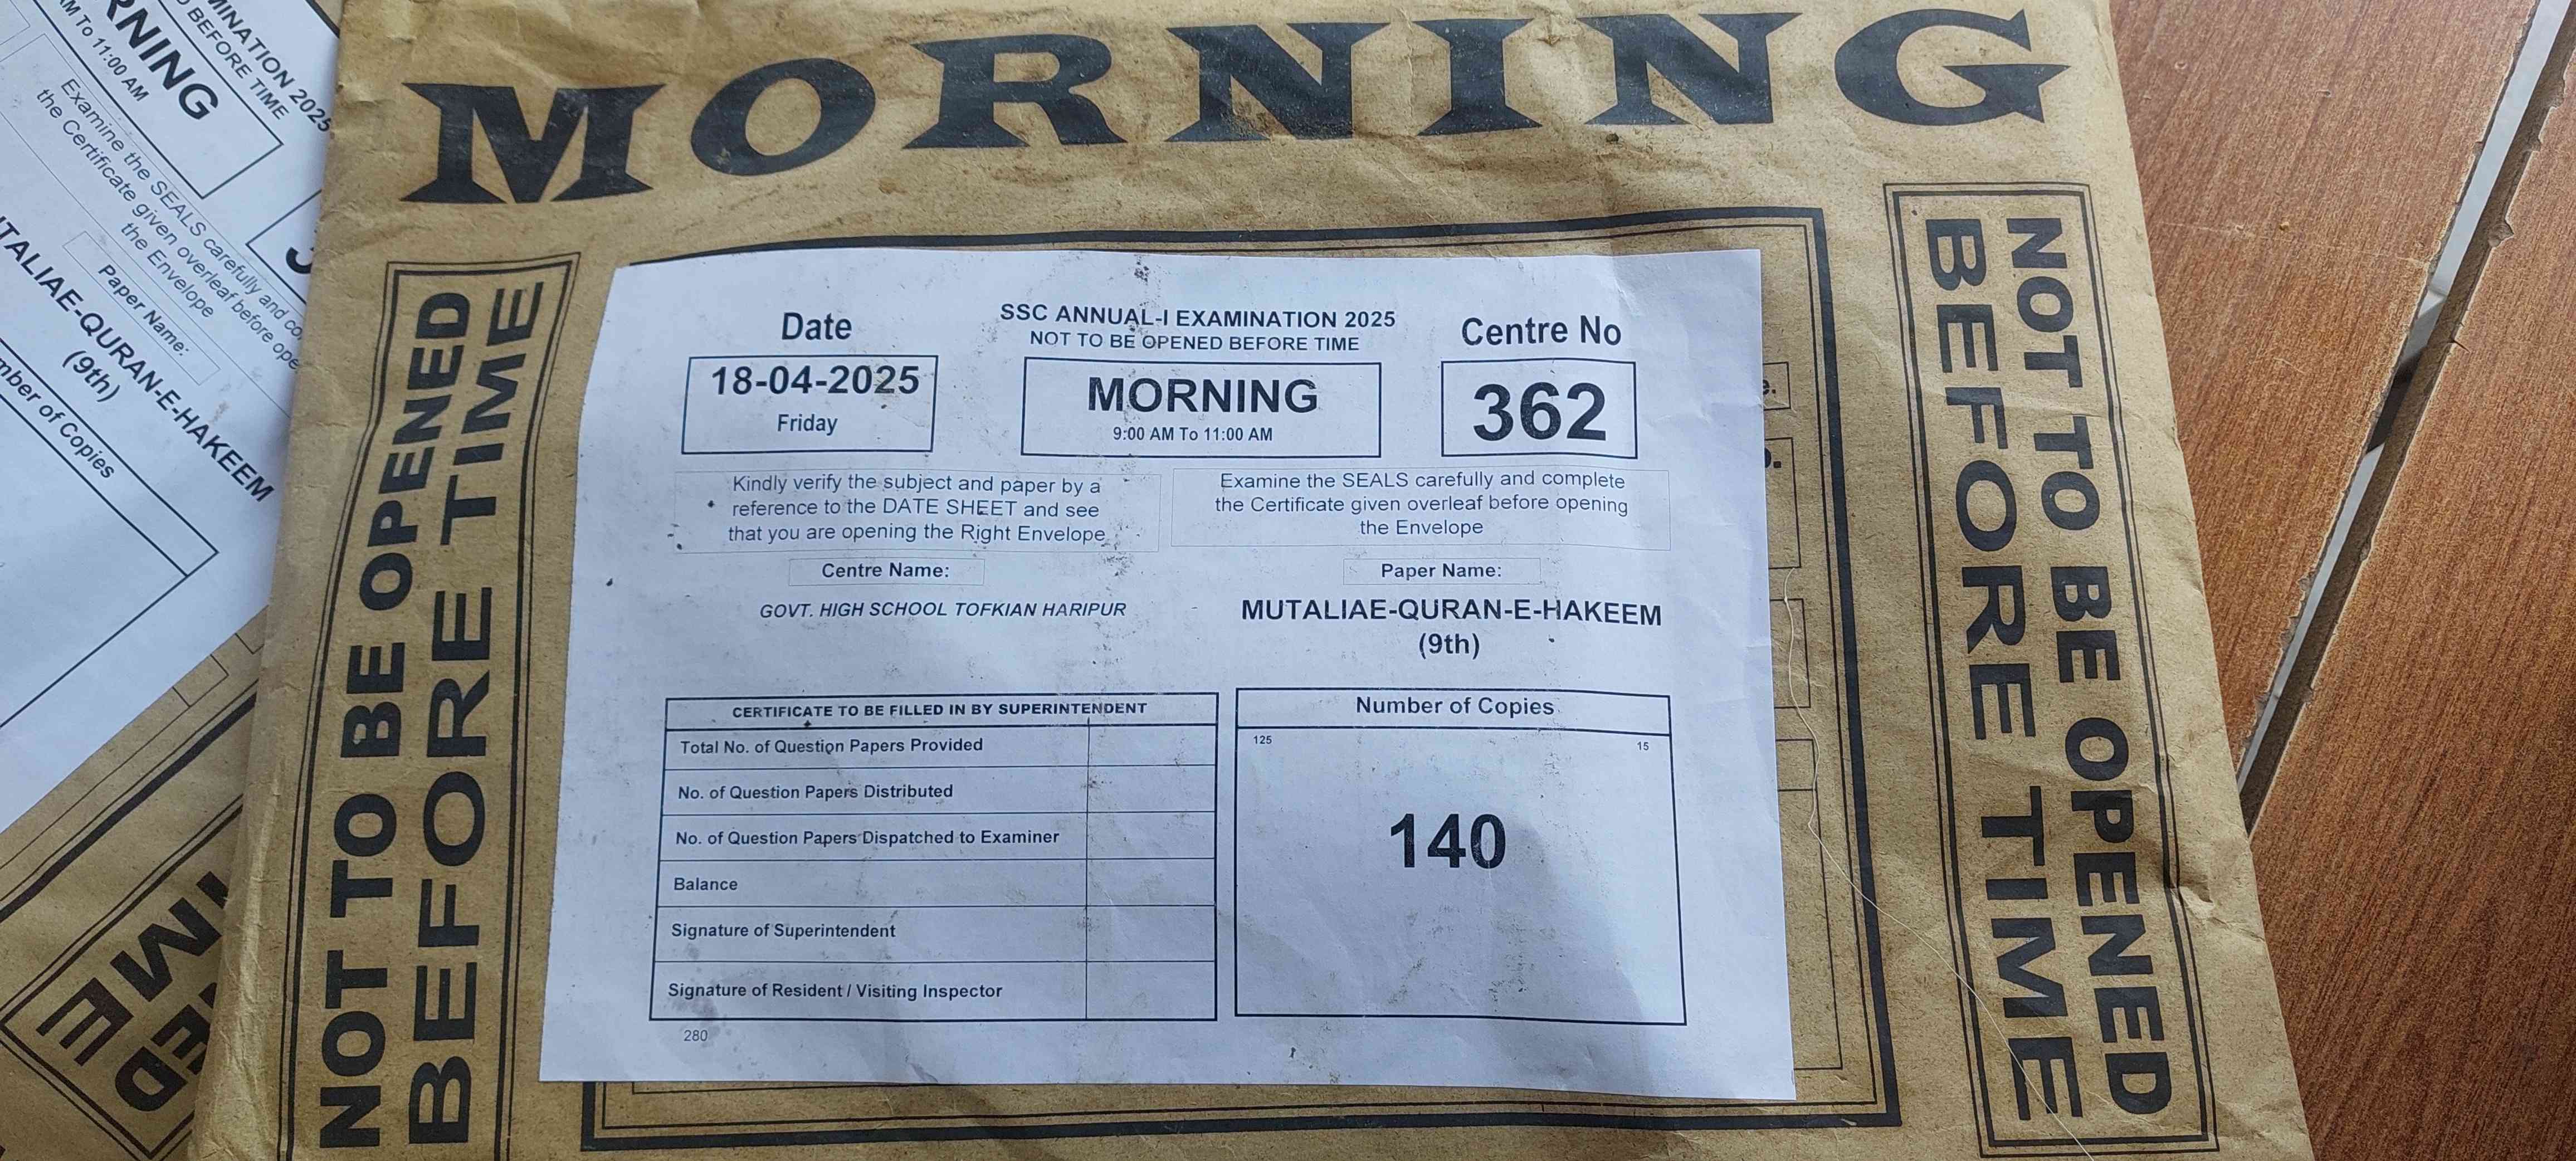 MINATION 2025
D BEFORE TIME
RNING
AM To 11:00 AM
Examine the SEALS carefully and co
the Certificate given overleaf before ope
the Envelope
Paper Name:
UTALIAE-QURAN-E-HAKEEM
(9th)
mber of Copies
MORNING
NOT TO BE OPENED
BEFORE TIME
Date
18-04-2025
Friday
SSC ANNUAL-I EXAMINATION 2025
NOT TO BE OPENED BEFORE TIME
MORNING
9:00 AM To 11:00 AM
Centre No
362
Kindly verify the subject and paper by a
reference to the DATE SHEET and see
that you are opening the Right Envelope
Examine the SEALS carefully and complete
the Certificate given overleaf before opening
the Envelope
Centre Name:
GOVT. HIGH SCHOOL TOFKIAN HARIPUR
Paper Name:
MUTALIAE-QURAN-E-HAKEEM
(9th)
CERTIFICATE TO BE FILLED IN BY SUPERINTENDENT
Total No. of Question Papers Provided
No. of Question Papers Distributed
No. of Question Papers Dispatched to Examiner
Balance
Signature of Superintendent
Signature of Resident / Visiting Inspector
280
Number of Copies
125 15
140
NOT TO BE OPENED
BEFORE TIME